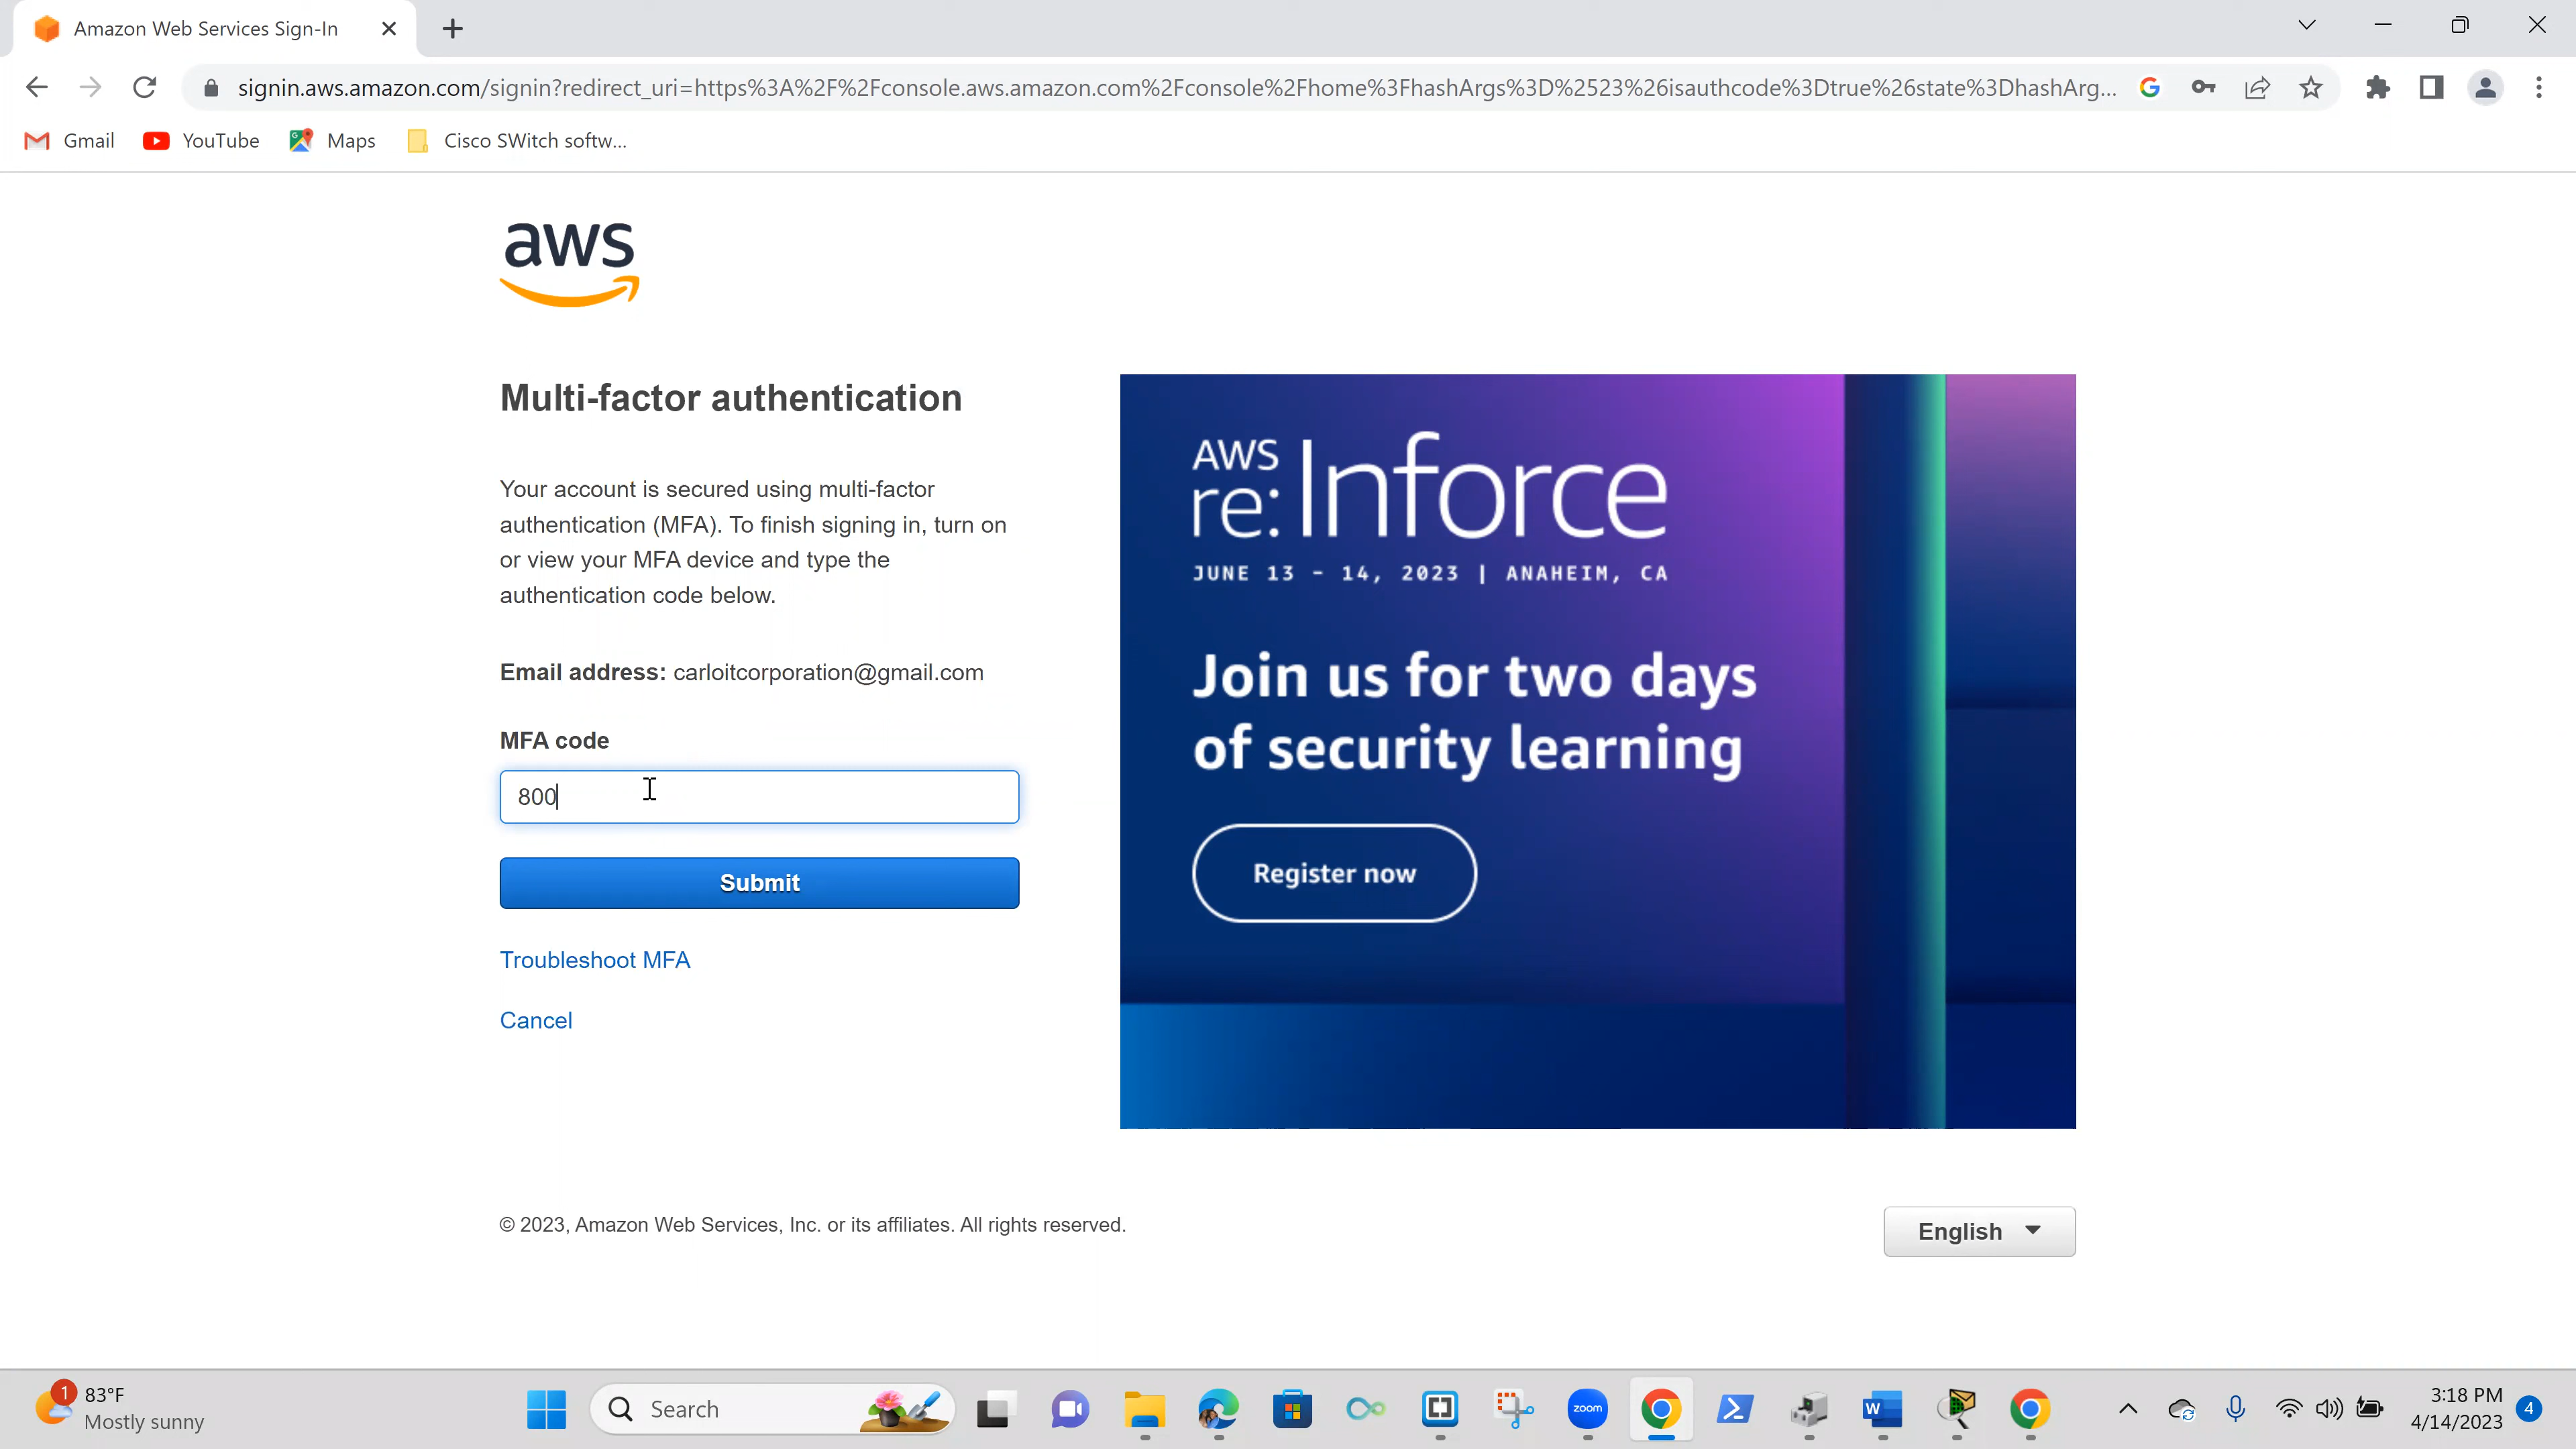 Amazon Web Services Sign-In
signin.aws.amazon.com/signin?redirect_uri=https%3A%2F%2Fconsole.aws.amazon.com%2Fconsole%2Fhome%3FhashArgs%3D%2523%26isauthcode%3Dtrue%26state%3DhashArg...
Gmail YouTube Maps Cisco SWitch softw...
aws
Multi-factor authentication
Your account is secured using multi-factor
authentication (MFA). To finish signing in, turn on
or view your MFA device and type the
authentication code below.
Email address: carloitcorporation@gmail.com
MFA code
800
Submit
Troubleshoot MFA
Cancel
AWS
re:Inforce
JUNE 13 - 14, 2023 | ANAHEIM, CA
Join us for two days
of security learning
Register now
© 2023, Amazon Web Services, Inc. or its affiliates. All rights reserved.
English
1
83°F
Mostly sunny
Search
zoom
W
3:18 PM
4/14/2023
4